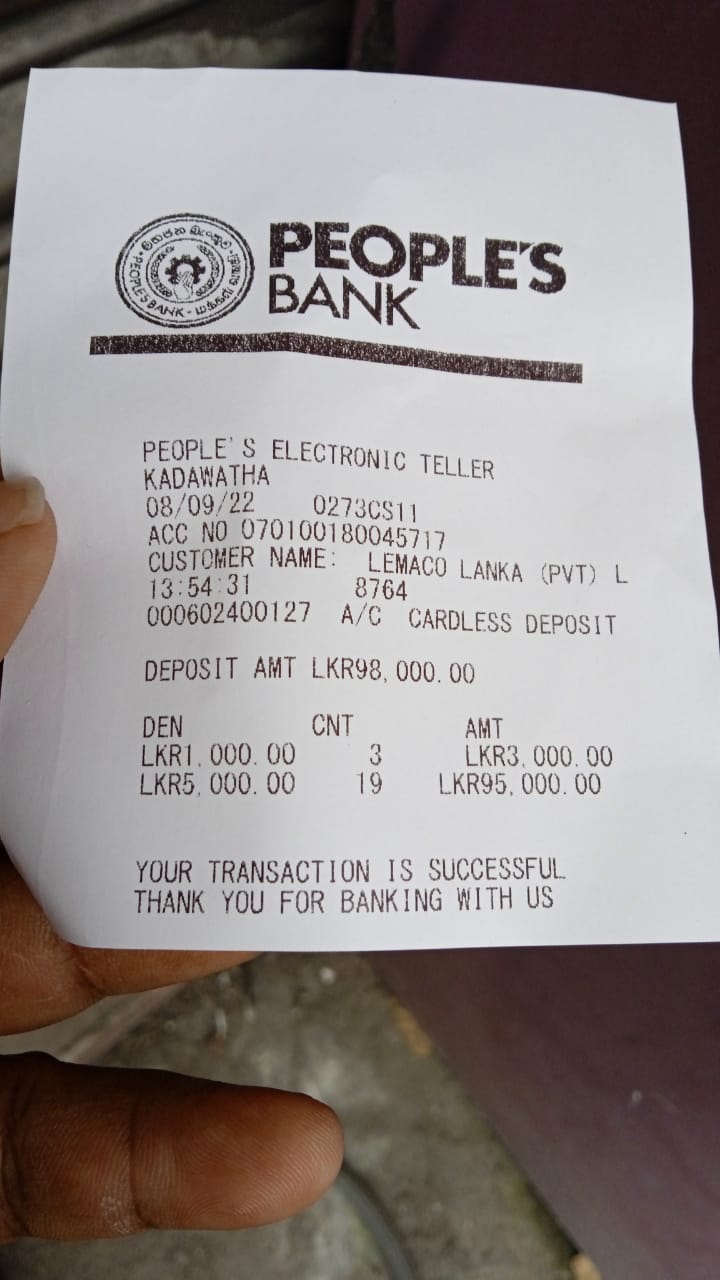 මහජන බැංකුව
PEOPLE'S BANK
PEOPLE'S
BANK
PEOPLE'S ELECTRONIC TELLER
KADAWATHA
08/09/22 0273CS11
ACC NO 070100180045717
CUSTOMER NAME: LEMACO LANKA (PVT) L
13:54:31 8764
000602400127 A/C CARDLESS DEPOSIT
DEPOSIT AMT LKR98,000.00
DEN CNT AMT
LKR1,000.00 3 LKR3,000.00
LKR5,000.00 19 LKR95,000.00
YOUR TRANSACTION IS SUCCESSFUL
THANK YOU FOR BANKING WITH US